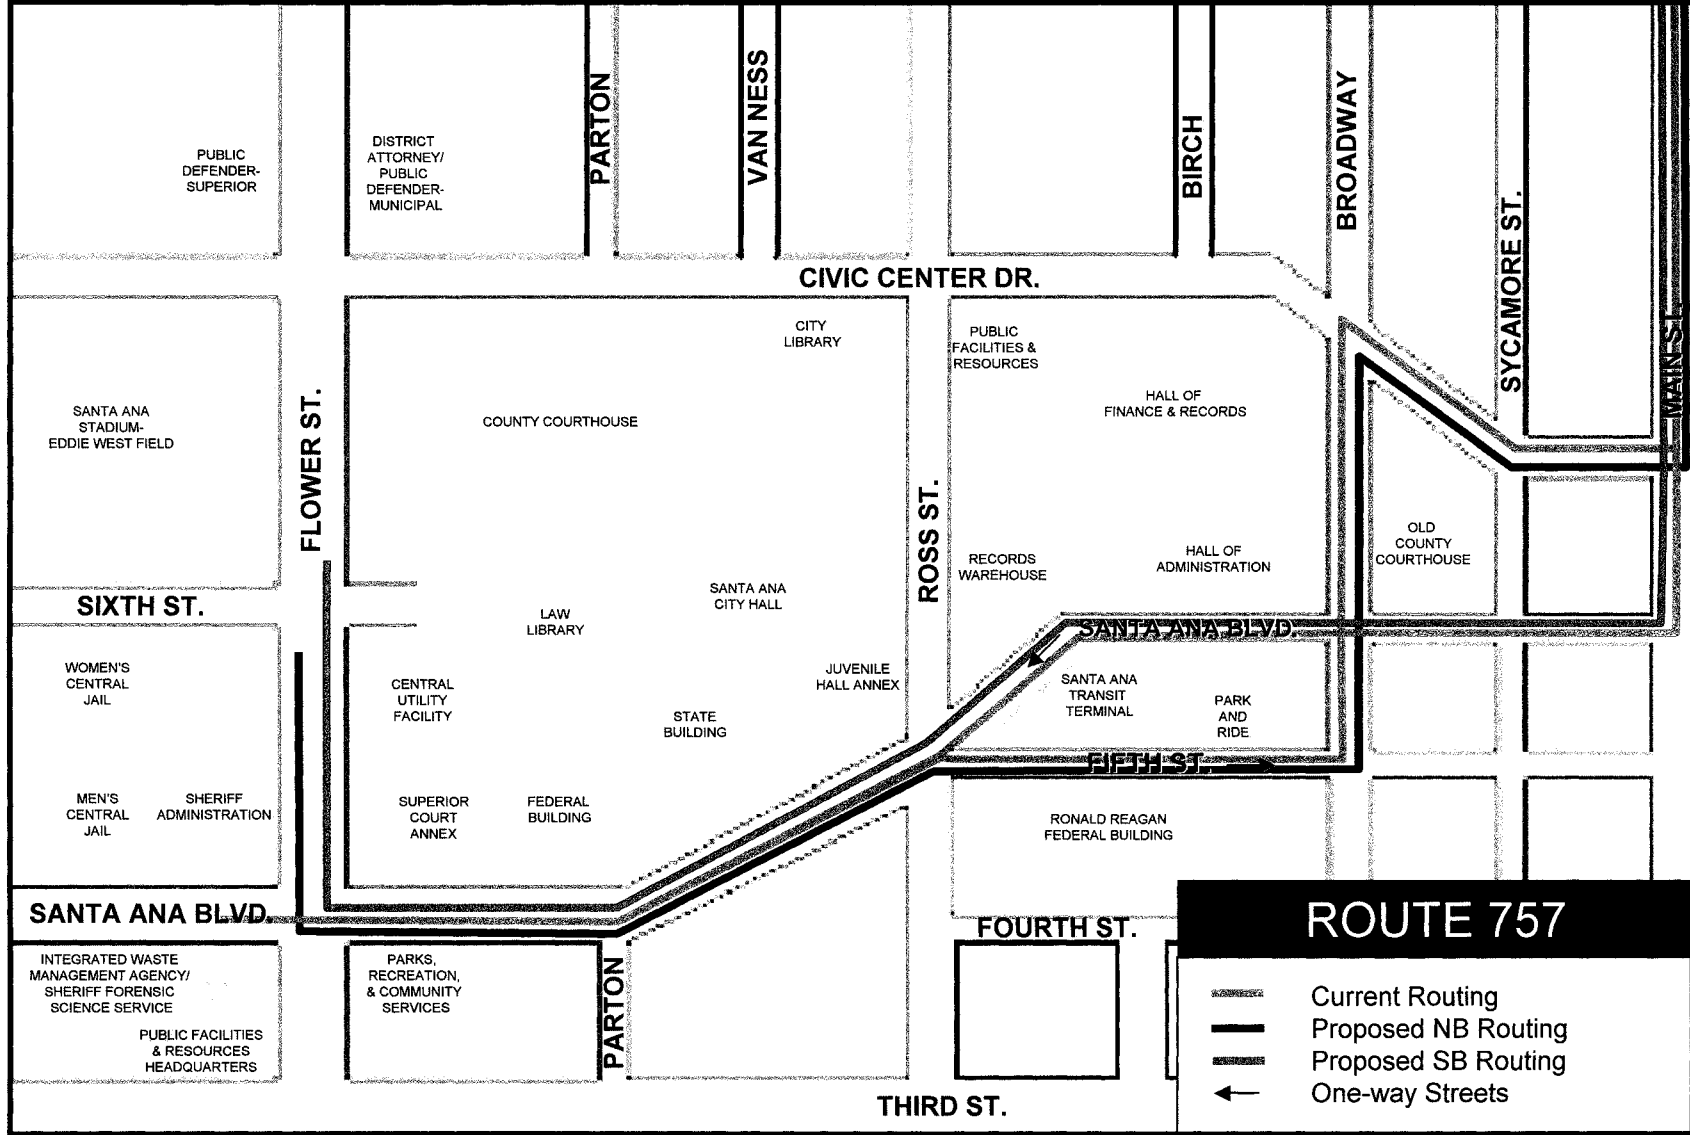 PARTON
VAN NESS
BIRCH
BROADWAY
SYCAMORE ST.
MAIN ST.
PUBLIC
DEFENDER-
SUPERIOR
DISTRICT
ATTORNEY/
PUBLIC
DEFENDER-
MUNICIPAL
CIVIC CENTER DR.
CITY
LIBRARY
PUBLIC
FACILITIES &
RESOURCES
HALL OF
FINANCE & RECORDS
SANTA ANA
STADIUM-
EDDIE WEST FIELD
FLOWER ST.
COUNTY COURTHOUSE
ROSS ST.
RECORDS
WAREHOUSE
HALL OF
ADMINISTRATION
OLD
COUNTY
COURTHOUSE
SIXTH ST.
LAW
LIBRARY
SANTA ANA
CITY HALL
SANTA ANA BLVD.
WOMEN'S
CENTRAL
JAIL
CENTRAL
UTILITY
FACILITY
JUVENILE
HALL ANNEX
STATE
BUILDING
SANTA ANA
TRANSIT
TERMINAL
PARK
AND
RIDE
FIFTH ST.
MEN'S
CENTRAL
JAIL
SHERIFF
ADMINISTRATION
SUPERIOR
COURT
ANNEX
FEDERAL
BUILDING
RONALD REAGAN
FEDERAL BUILDING
SANTA ANA BLVD.
FOURTH ST.
INTEGRATED WASTE
MANAGEMENT AGENCY/
SHERIFF FORENSIC
SCIENCE SERVICE
PUBLIC FACILITIES
& RESOURCES
HEADQUARTERS
PARKS,
RECREATION,
& COMMUNITY
SERVICES
PARTON
THIRD ST.
ROUTE 757
Current Routing
Proposed NB Routing
Proposed SB Routing
One-way Streets